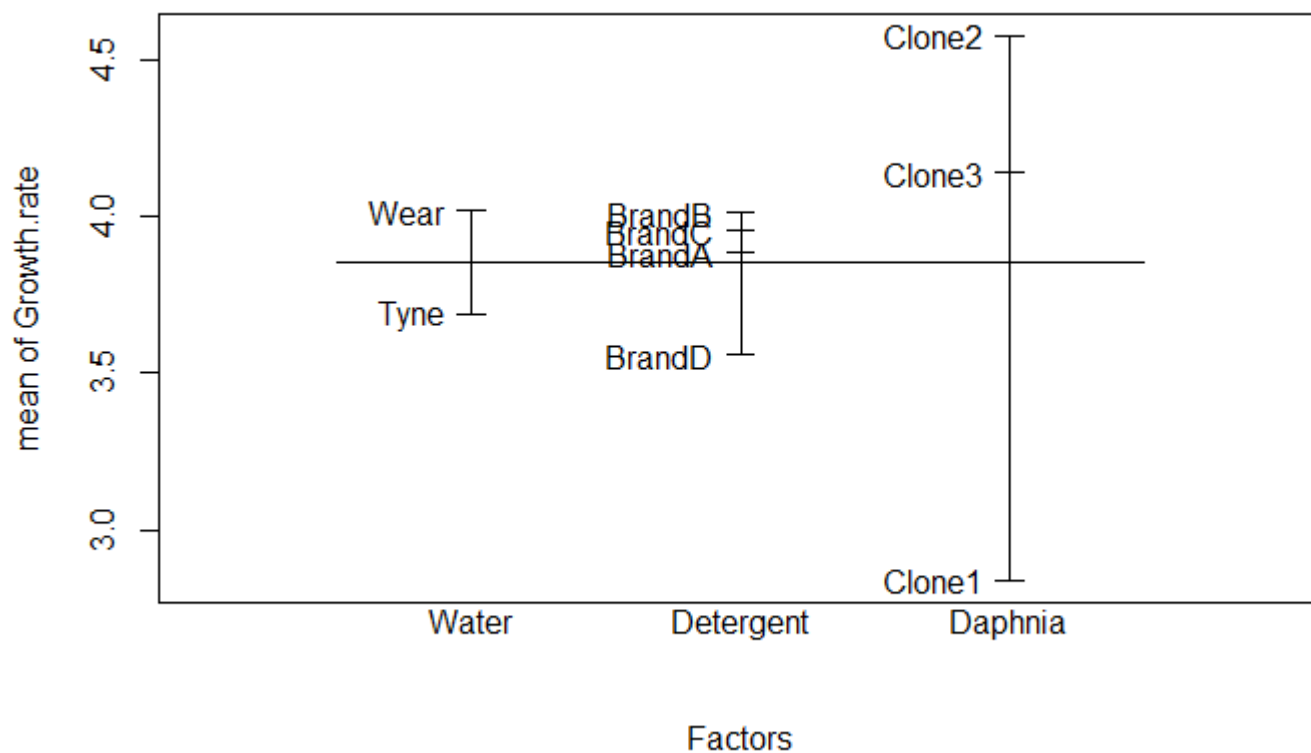 mean of Growth.rate
4.5
4.0
3.5
3.0
Clone2
Clone3
Wear
BrandB
BrandC
BrandA
Tyne
BrandD
Clone1
Water Detergent Daphnia
Factors